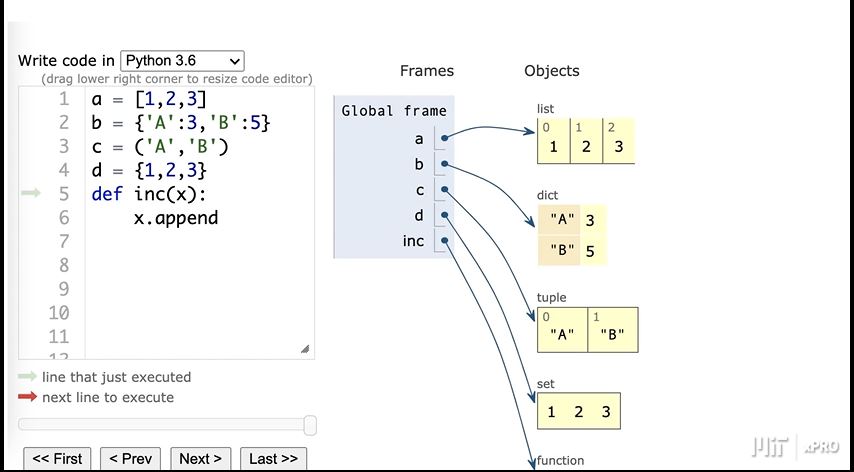 Write code in Python 3.6
(drag lower right corner to resize code editor)
1 a = [1,2,3]
2 b = {'A':3,'B':5}
3 c = ('A','B')
4 d = {1,2,3}
5 def inc(x):
6     x.append
7
8
9
10
11
12
line that just executed
next line to execute
<< First < Prev Next > Last >>
Frames Objects
Global frame
a
b
c
d
inc
list
0 1 2
1 2 3
dict
"A" 3
"B" 5
tuple
0 1
"A" "B"
set
1 2 3
function
MIT xPRO